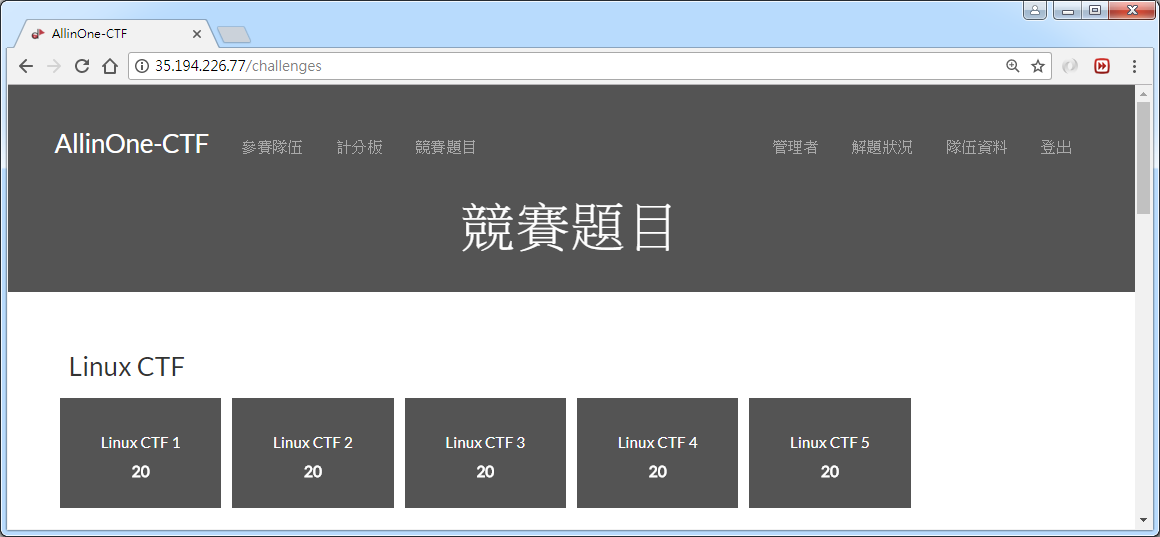 AllinOne-CTF
35.194.226.77/challenges
AllinOne-CTF 參賽隊伍 計分板 競賽題目 管理者 解題狀況 隊伍資料 登出
競賽題目
Linux CTF
Linux CTF 1 Linux CTF 2 Linux CTF 3 Linux CTF 4 Linux CTF 5
20 20 20 20 20